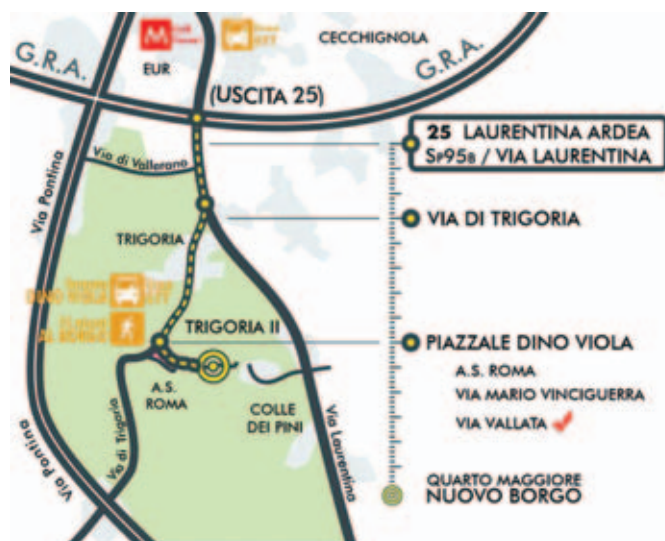 G.R.A.
EUR
CECCHIGNOLA
G.R.A.
(USCITA 25)
Via Pontina
Via di Vallerano
25 LAURENTINA ARDEA
SP95B / VIA LAURENTINA
TRIGORIA
VIA DI TRIGORIA
TRIGORIA II
PIAZZALE DINO VIOLA
A.S.
ROMA
A.S. ROMA
VIA MARIO VINCIGUERRA
VIA VALLATA
COLLE
DEI PINI
Via di Trigoria
Via Laurentina
Via Pontina
QUARTO MAGGIORE
NUOVO BORGO